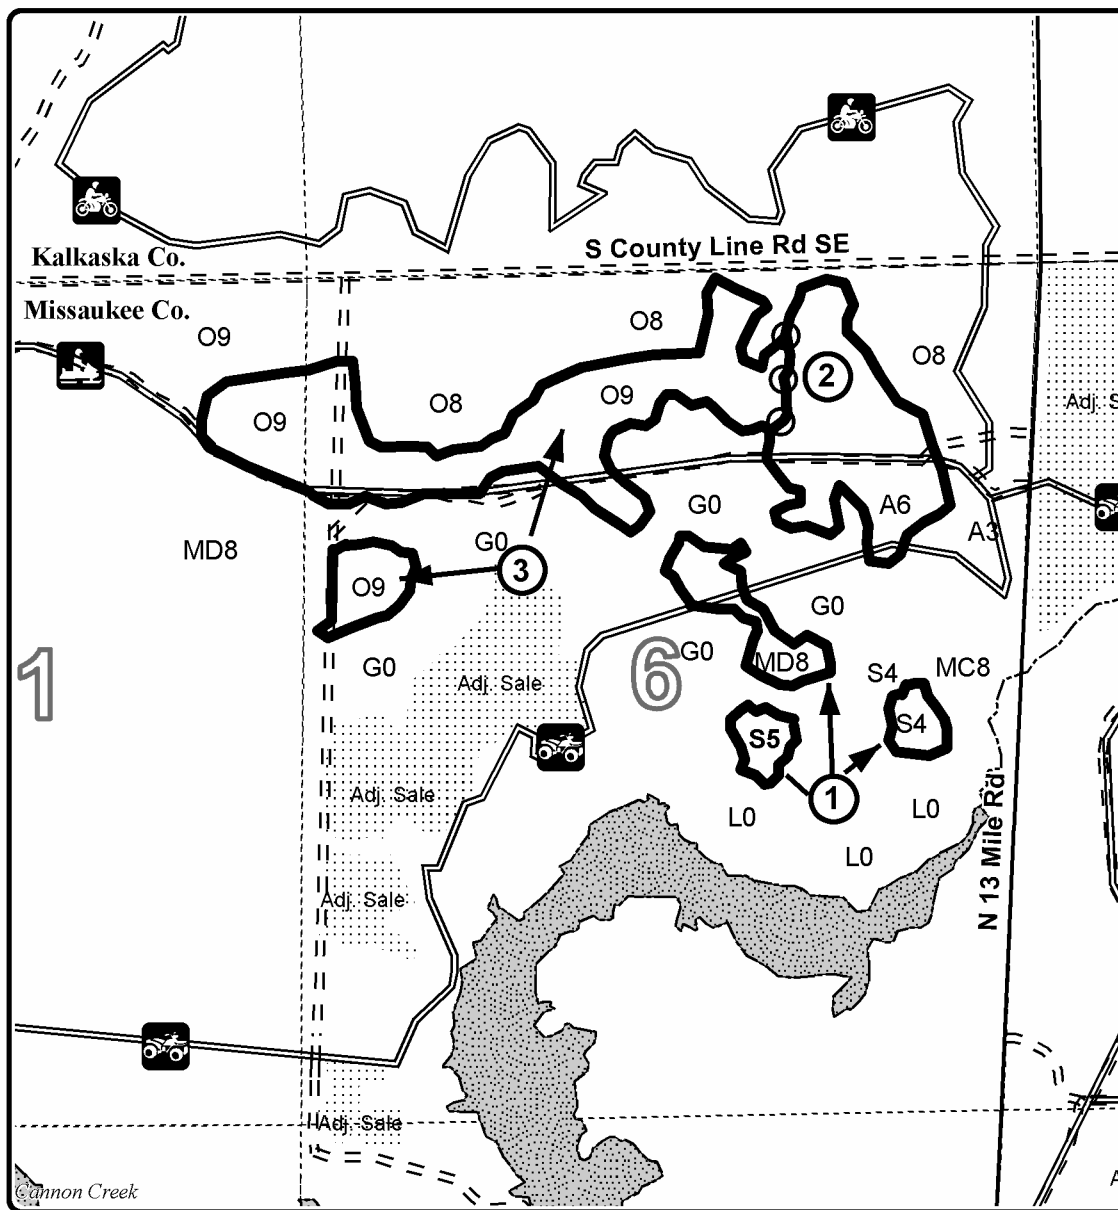 S County Line Rd SE
Kalkaska Co.
Missaukee Co.
O9
O8
O8
2
O9
O8
O9
Adj. S
G0
A6
A3
MD8
G0
3
O9
G0
G0
G0
MD8
S4
MC8
1
6
Adj. Sale
S4
S5
Adj. Sale
1
L0
L0
L0
N 13 Mile Rd
Adj. Sale
Adj. Sale
A
Cannon Creek